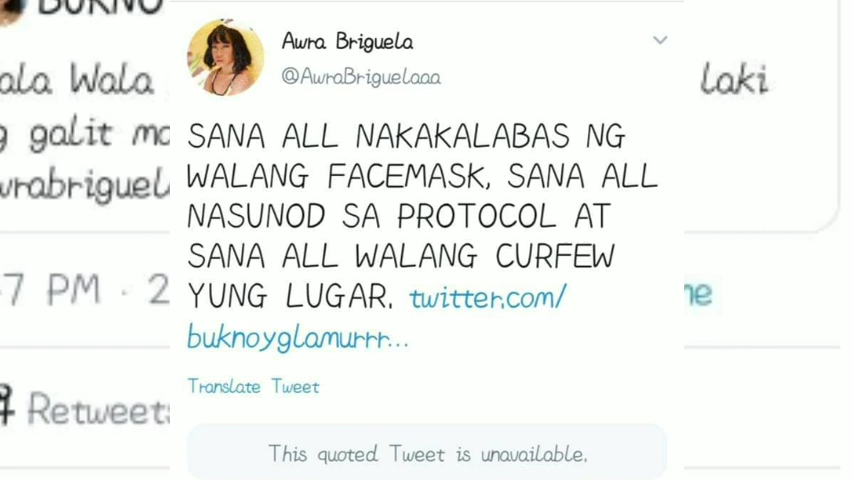 BUKNO
ala Wala
laki
g galit ma
wrabriguel
7 PM · 2
ne
Retweets
Awra Briguela
@AwraBriguelaaa
SANA ALL NAKAKALABAS NG
WALANG FACEMASK, SANA ALL
NASUNOD SA PROTOCOL AT
SANA ALL WALANG CURFEW
YUNG LUGAR. twitter.com/
buknoyglamurrr...
Translate Tweet
This quoted Tweet is unavailable.